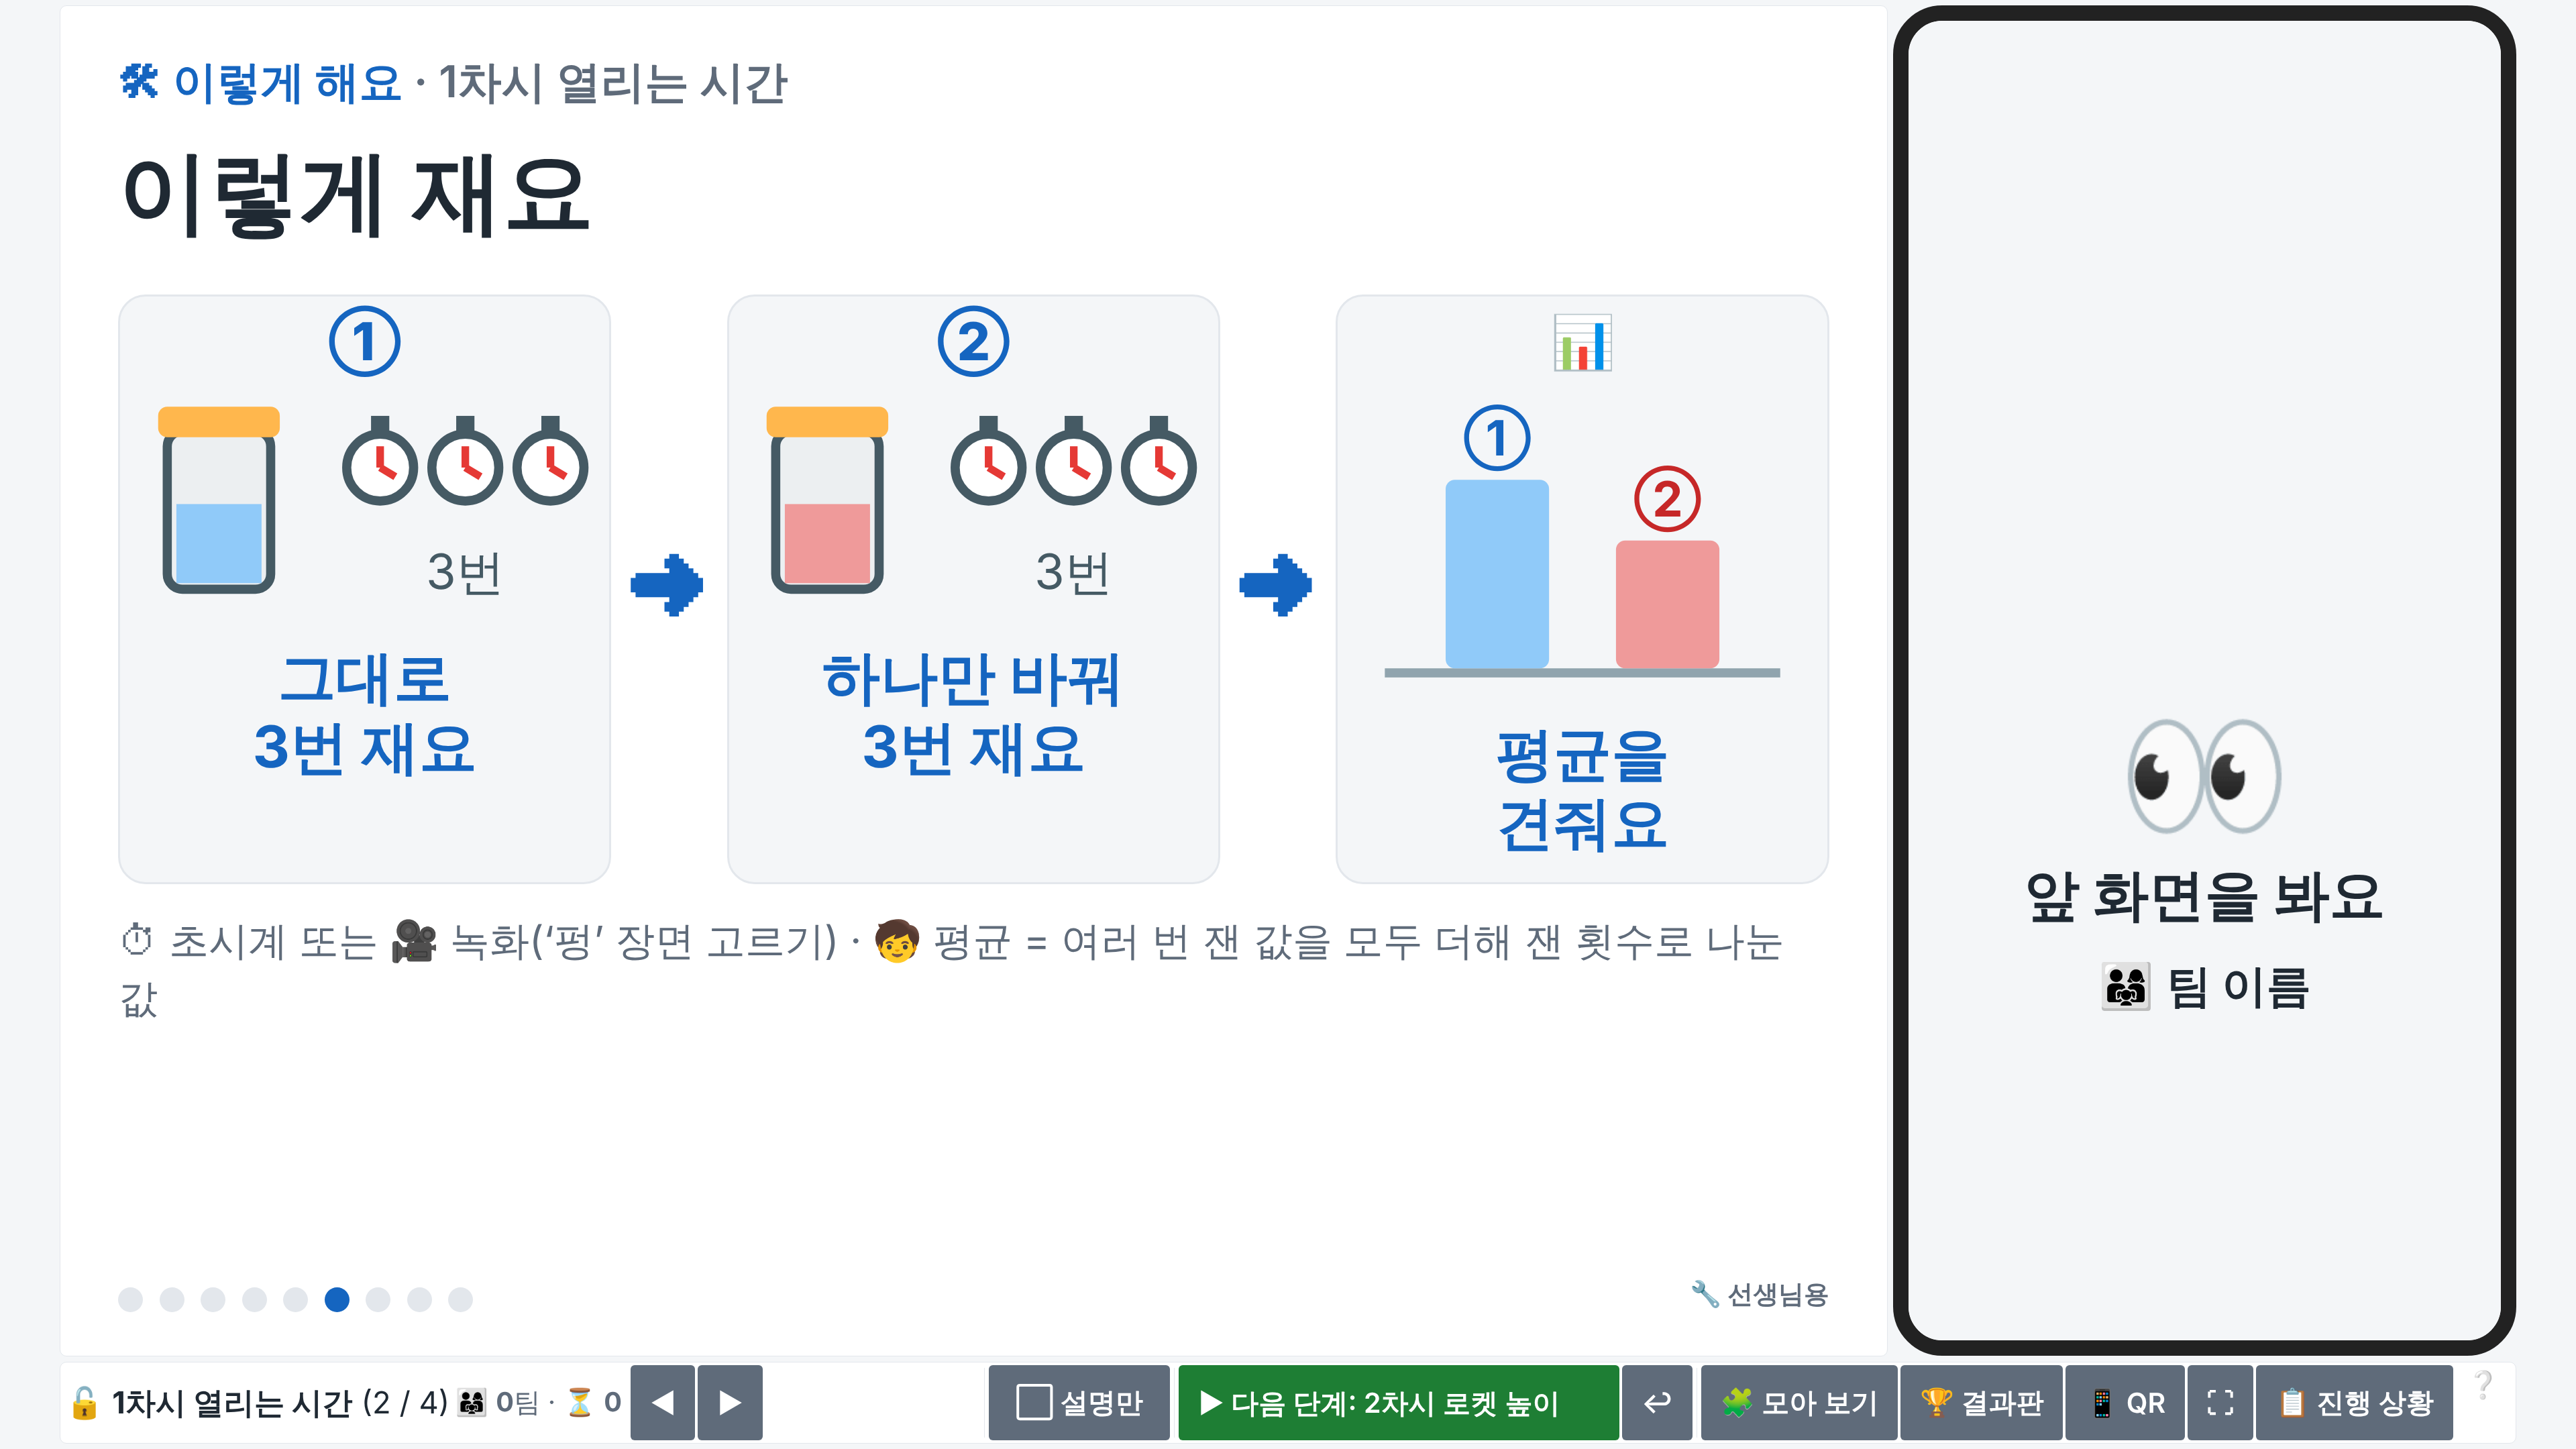 🛠 이렇게 해요 · 1차시 열리는 시간
이렇게 재요
①
3번
그대로
3번 재요
②
3번
하나만 바꿔
3번 재요
📊
①
②
평균을
견줘요
⏱ 초시계 또는 🎥 녹화(‘펑’ 장면 고르기) · 🧒 평균 = 여러 번 잰 값을 모두 더해 잰 횟수로 나눈
값
🔧 선생님용
👀
앞 화면을 봐요
👨‍👩‍👧 팀 이름
🔓 1차시 열리는 시간 (2 / 4) 👨‍👩‍👧 0팀 · ⏳ 0 ◀ ▶ 설명만 ▶ 다음 단계: 2차시 로켓 높이 ↩ 🧩 모아 보기 🏆 결과판 📱 QR ⛶ 📋 진행 상황 ❔